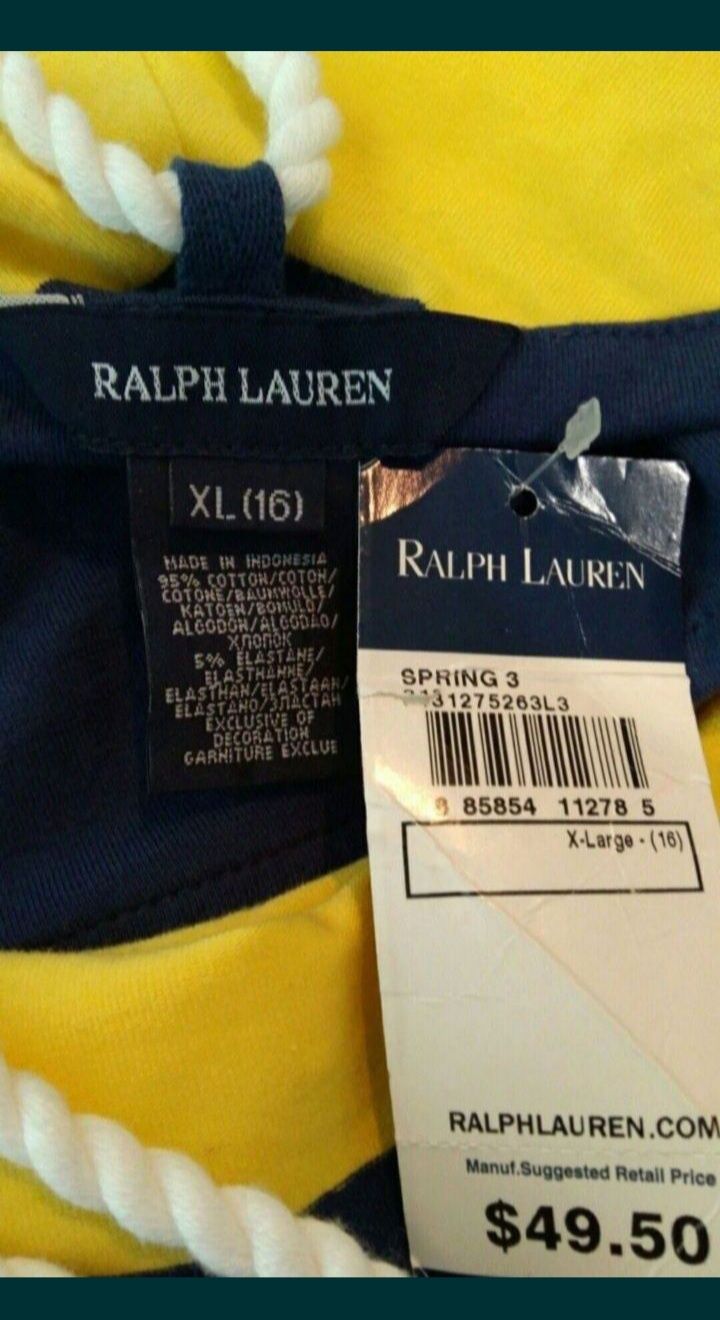 RALPH LAUREN
XL (16)
MADE IN INDONESIA
95% COTTON/COTON/
COTONE/BAUMWOLLE/
KATOEN/BOMULD/
ALGODON/ALGODAO/
ХЛОПОК
5% ELASTANE/
ELASTHANNE/
ELASTHAN/ELASTAAN/
ELASTANO/ЭЛАСТАН
EXCLUSIVE OF
DECORATION
GARNITURE EXCLUE
RALPH LAUREN
SPRING 3
31275263L3
8 85854 11278 5
X-Large - (16)
RALPHLAUREN.COM
Manuf.Suggested Retail Price
$49.50